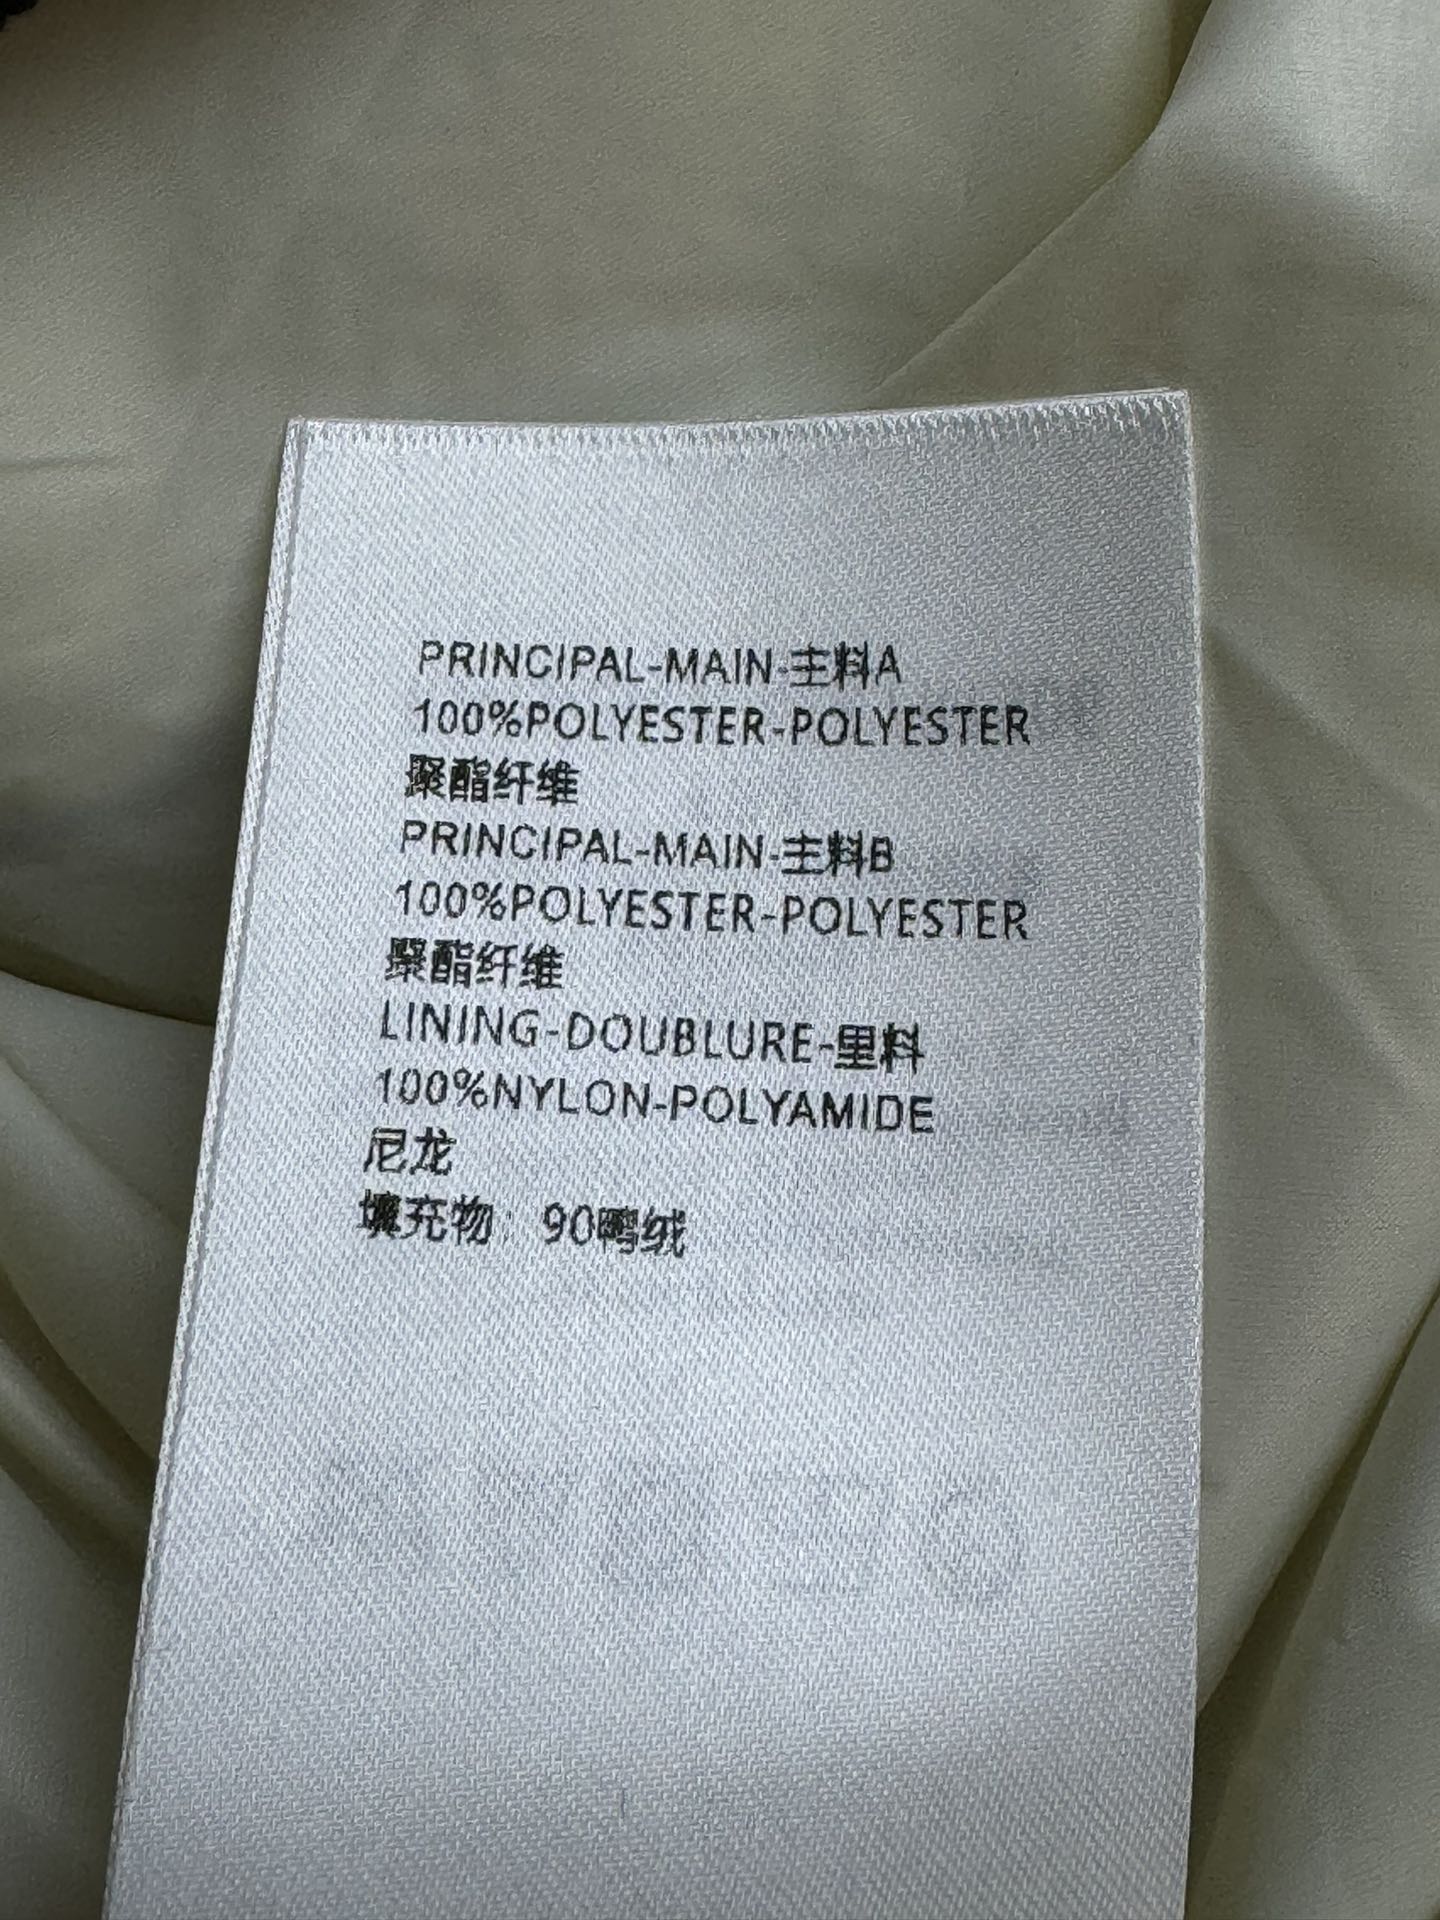 PRINCIPAL-MAIN-主料A
100%POLYESTER-POLYESTER
聚酯纤维
PRINCIPAL-MAIN-主料B
100%POLYESTER-POLYESTER
聚酯纤维
LINING-DOUBLURE-里料
100%NYLON-POLYAMIDE
尼龙
填充物：90鸭绒